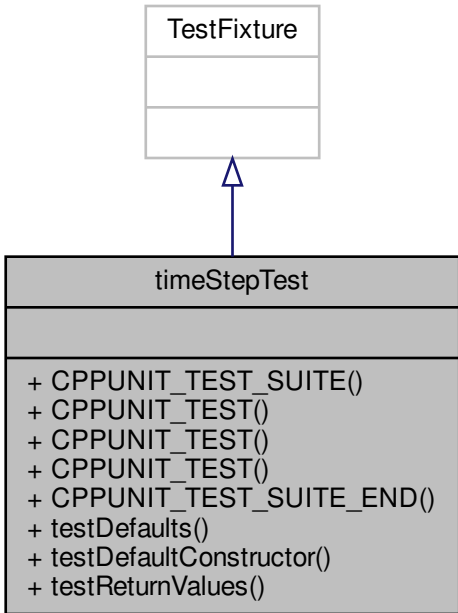 TestFixture
timeStepTest
+ CPPUNIT_TEST_SUITE()
+ CPPUNIT_TEST()
+ CPPUNIT_TEST()
+ CPPUNIT_TEST()
+ CPPUNIT_TEST_SUITE_END()
+ testDefaults()
+ testDefaultConstructor()
+ testReturnValues()